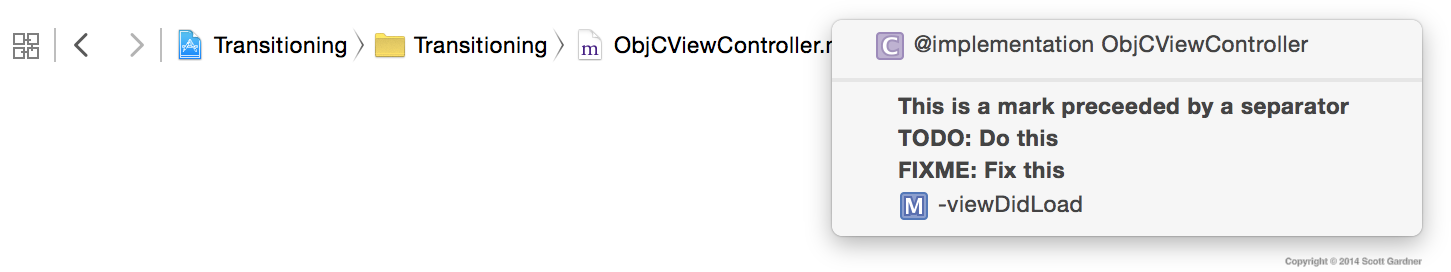 Transitioning
Transitioning
m
ObjCViewController.
C
@implementation ObjCViewController
This is a mark preceeded by a separator
TODO: Do this
FIXME: Fix this
M
-viewDidLoad
Copyright © 2014 Scott Gardner